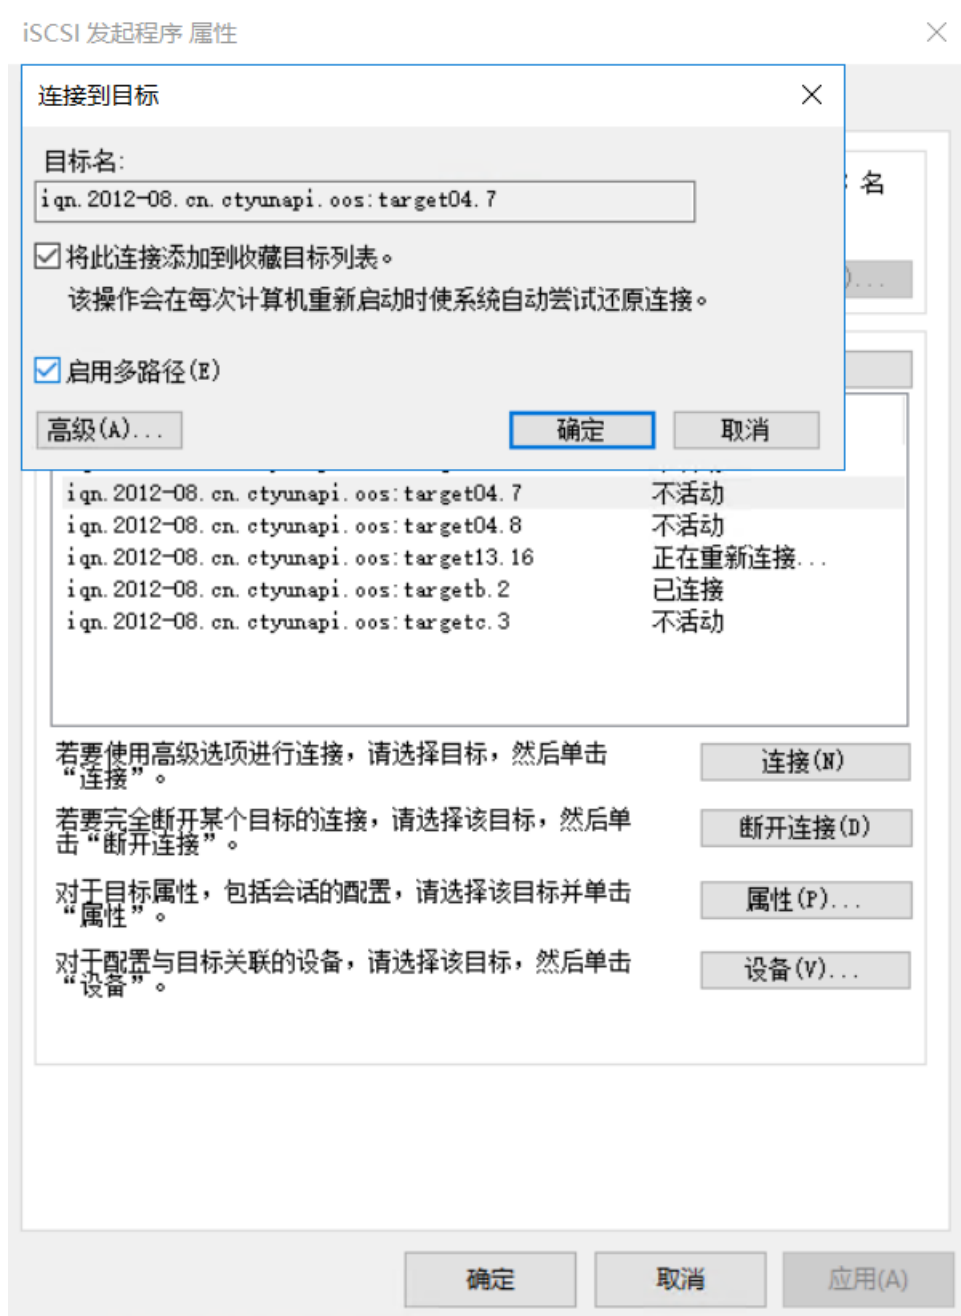 iSCSI 发起程序 属性
连接到目标
目标名:
iqn.2012-08.cn.ctyunapi.oos:target04.7
名
将此连接添加到收藏目标列表。
该操作会在每次计算机重新启动时使系统自动尝试还原连接。
)...
启用多路径(E)
高级(A)...
确定
取消
iqn.2012-08.cn.ctyunapi.oos:target04.7 不活动
iqn.2012-08.cn.ctyunapi.oos:target04.8 不活动
iqn.2012-08.cn.ctyunapi.oos:target13.16 正在重新连接...
iqn.2012-08.cn.ctyunapi.oos:targetb.2 已连接
iqn.2012-08.cn.ctyunapi.oos:targetc.3 不活动
若要使用高级选项进行连接，请选择目标，然后单击
“连接”。
连接(N)
若要完全断开某个目标的连接，请选择该目标，然后单
击“断开连接”。
断开连接(D)
对于目标属性，包括会话的配置，请选择该目标并单击
“属性”。
属性(P)...
对于配置与目标关联的设备，请选择该目标，然后单击
“设备”。
设备(V)...
确定
取消
应用(A)